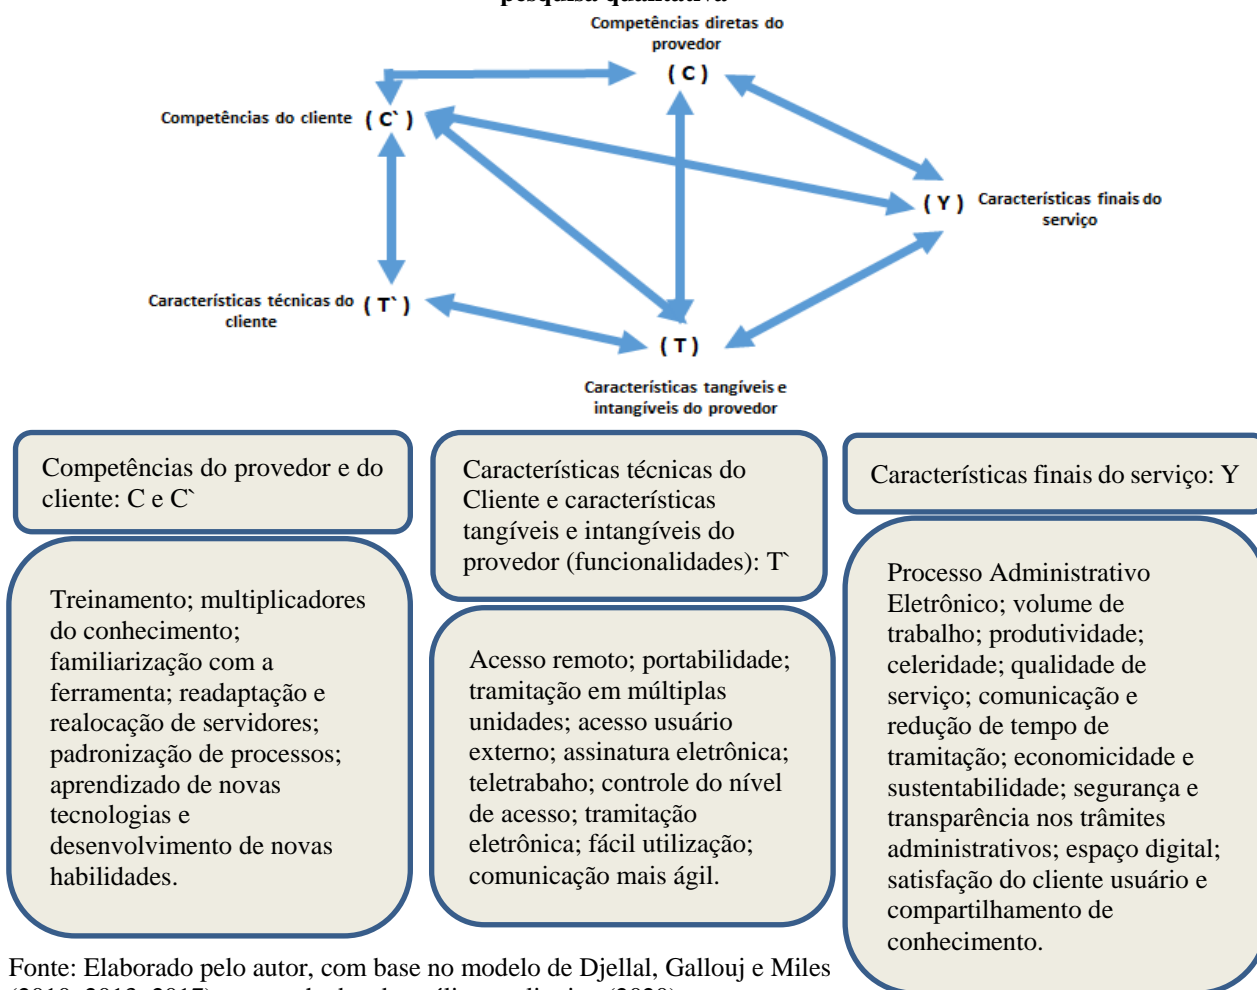 pesquisa qualitativa
Competências diretas do
provedor
( C )
Competências do cliente ( C` )
( Y ) Características finais do
serviço
Características técnicas do ( T` )
cliente
( T )
Características tangíveis e
intangíveis do provedor
Competências do provedor e do
cliente: C e C`
Treinamento; multiplicadores
do conhecimento;
familiarização com a
ferramenta; readaptação e
realocação de servidores;
padronização de processos;
aprendizado de novas
tecnologias e
desenvolvimento de novas
habilidades.
Características técnicas do
Cliente e características
tangíveis e intangíveis do
provedor (funcionalidades): T`
Acesso remoto; portabilidade;
tramitação em múltiplas
unidades; acesso usuário
externo; assinatura eletrônica;
teletrabaho; controle do nível
de acesso; tramitação
eletrônica; fácil utilização;
comunicação mais ágil.
Características finais do serviço: Y
Processo Administrativo
Eletrônico; volume de
trabalho; produtividade;
celeridade; qualidade de
serviço; comunicação e
redução de tempo de
tramitação; economicidade e
sustentabilidade; segurança e
transparência nos trâmites
administrativos; espaço digital;
satisfação do cliente usuário e
compartilhamento de
conhecimento.
Fonte: Elaborado pelo autor, com base no modelo de Djellal, Gallouj e Miles